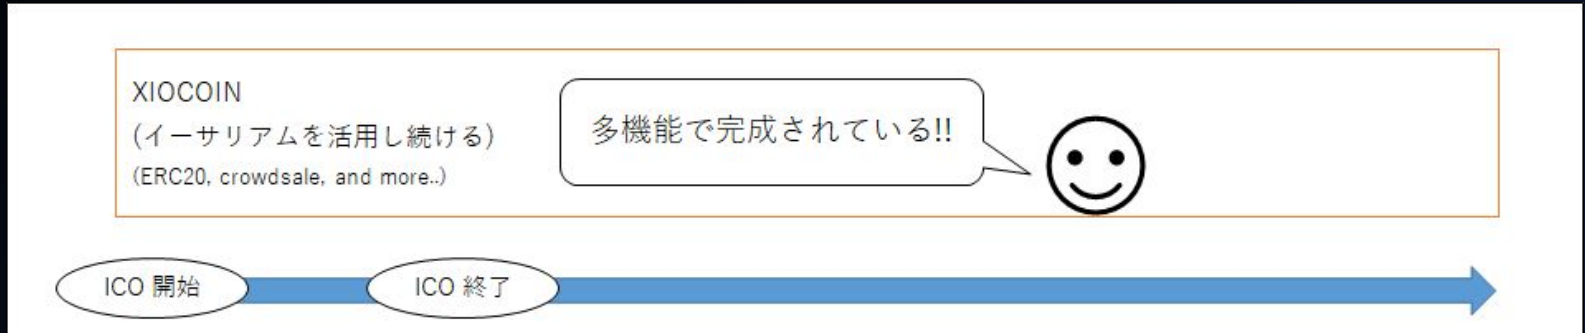 XIOCOIN
(イーサリアムを活用し続ける)
(ERC20, crowdsale, and more..)
多機能で完成されている!!
ICO 開始
ICO 終了